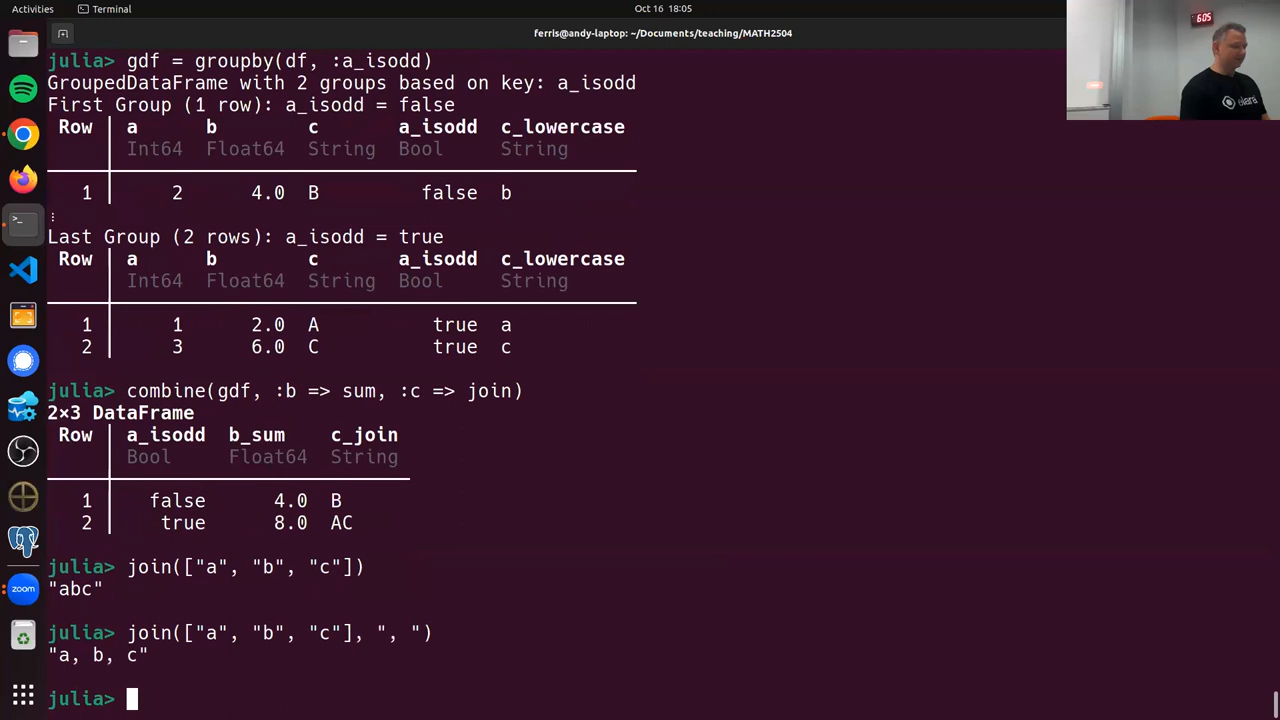 Activities
Terminal
Oct 16 18:05
ferris@andy-laptop: ~/Documents/teaching/MATH2504
605
julia> gdf = groupby(df, :a_isodd)
GroupedDataFrame with 2 groups based on key: a_isodd
First Group (1 row): a_isodd = false
Row a b c a_isodd c_lowercase
Int64 Float64 String Bool String
1 2 4.0 B false b
⋮
Last Group (2 rows): a_isodd = true
Row a b c a_isodd c_lowercase
Int64 Float64 String Bool String
1 1 2.0 A true a
2 3 6.0 C true c
julia> combine(gdf, :b => sum, :c => join)
2×3 DataFrame
Row a_isodd b_sum c_join
Bool Float64 String
1 false 4.0 B
2 true 8.0 AC
julia> join(["a", "b", "c"])
"abc"
julia> join(["a", "b", "c"], ", ")
"a, b, c"
julia>
zoom